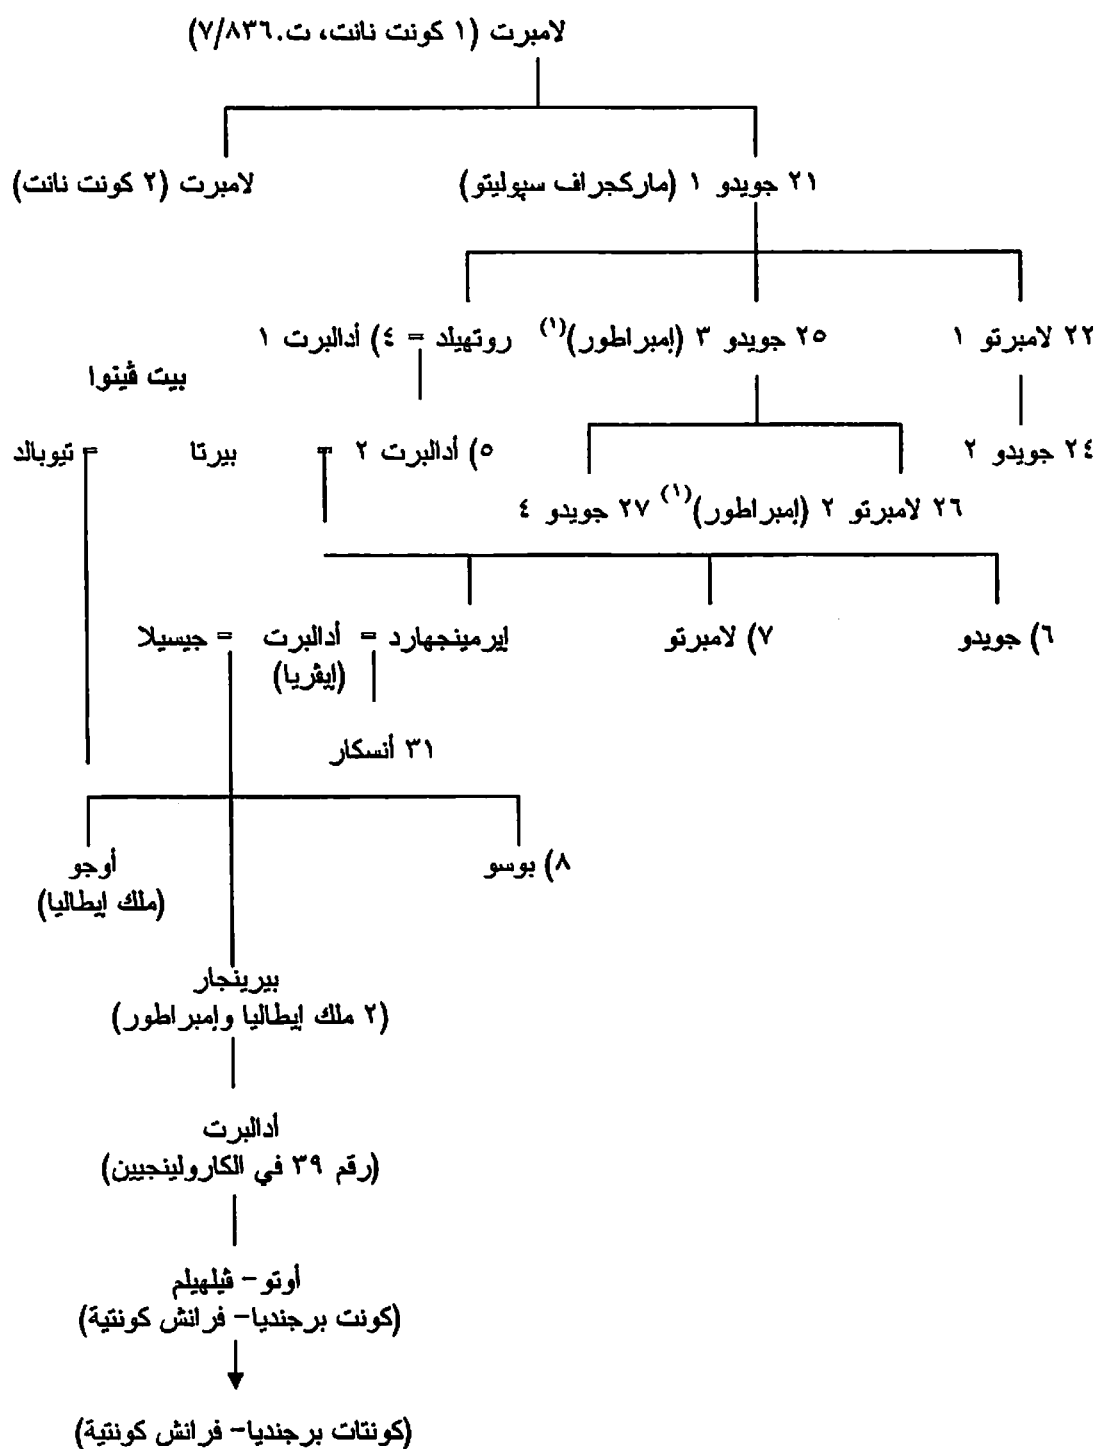 لامبرت (١ كونت نانت، ت.٧/٨٣٦)
٢١ جويدو ١ (ماركجراف سپوليتو) لامبرت (٢ كونت نانت)
٢٢ لامبرتو ١ ٢٥ جويدو ٣ (إمبراطور)(١) روتهيلد = ٤) أدالبرت ١
بيت ڤينوا
٢٤ جويدو ٢ ٥) أدالبرت ٢ = بيرتا = تيوبالد
٢٦ لامبرتو ٢ (إمبراطور)(١) ٢٧ جويدو ٤
٦) جويدو ٧) لامبرتو إيرمينجهارد = أدالبرت = جيسيلا
(إيڤريا)
٣١ أنسكار
٨) بوسو أوجو
(ملك إيطاليا)
بيرينجار
(٢ ملك إيطاليا وإمبراطور)
أدالبرت
(رقم ٣٩ في الكارولينجيين)
أوتو- ڤيلهيلم
(كونت برجنديا- فرانش كونتية)
(كونتات برجنديا- فرانش كونتية)